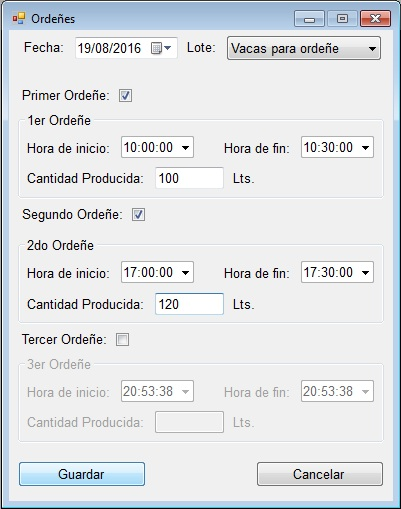 Ordeñes
Fecha: 19/08/2016 Lote: Vacas para ordeñe
Primer Ordeñe:
1er Ordeñe
Hora de inicio: 10:00:00 Hora de fin: 10:30:00
Cantidad Producida: 100 Lts.
Segundo Ordeñe:
2do Ordeñe
Hora de inicio: 17:00:00 Hora de fin: 17:30:00
Cantidad Producida: 120 Lts.
Tercer Ordeñe:
3er Ordeñe
Hora de inicio: 20:53:38 Hora de fin: 20:53:38
Cantidad Producida: Lts.
Guardar Cancelar